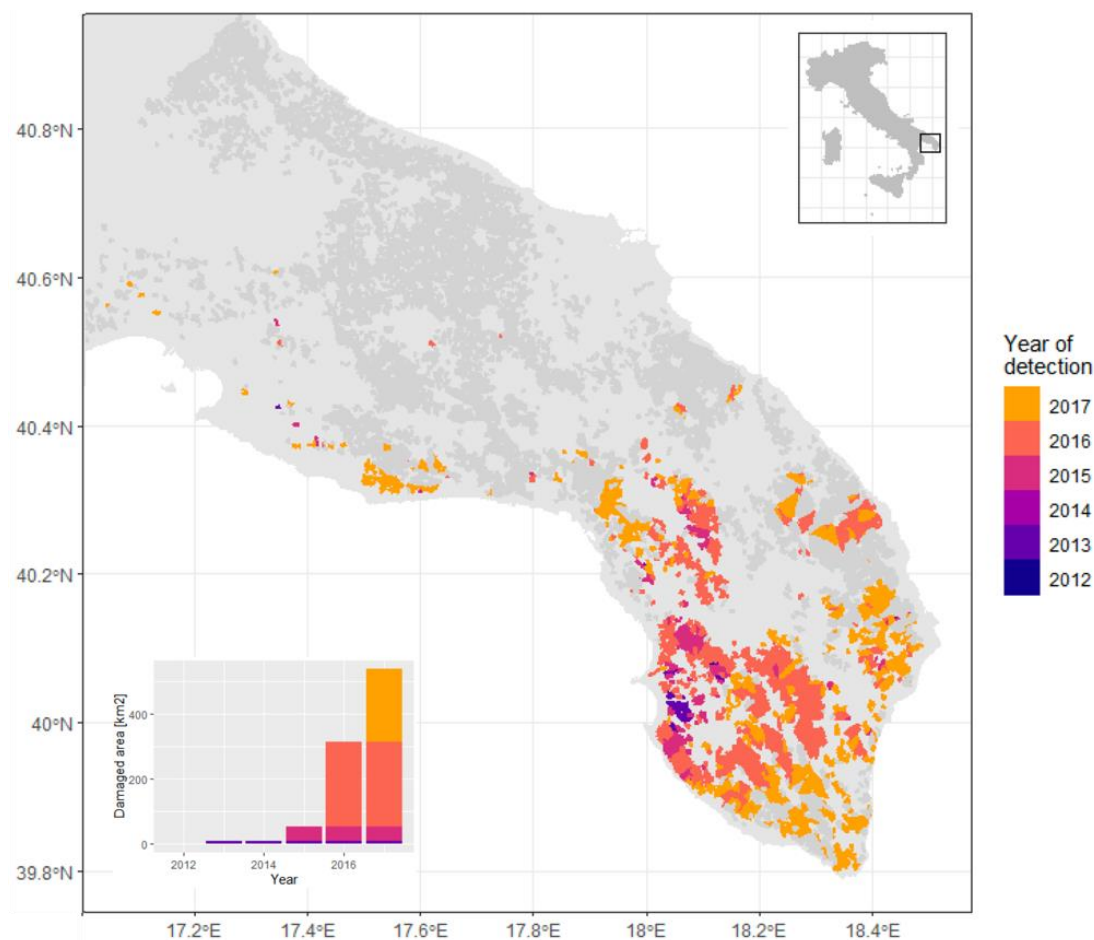 40.8°N
40.6°N
40.4°N
40.2°N
40°N
39.8°N
17.2°E
17.4°E
17.6°E
17.8°E
18°E
18.2°E
18.4°E
Year of
detection
2017
2016
2015
2014
2013
2012
Damaged area [km2]
400
200
0
2012
2014
2016
Year